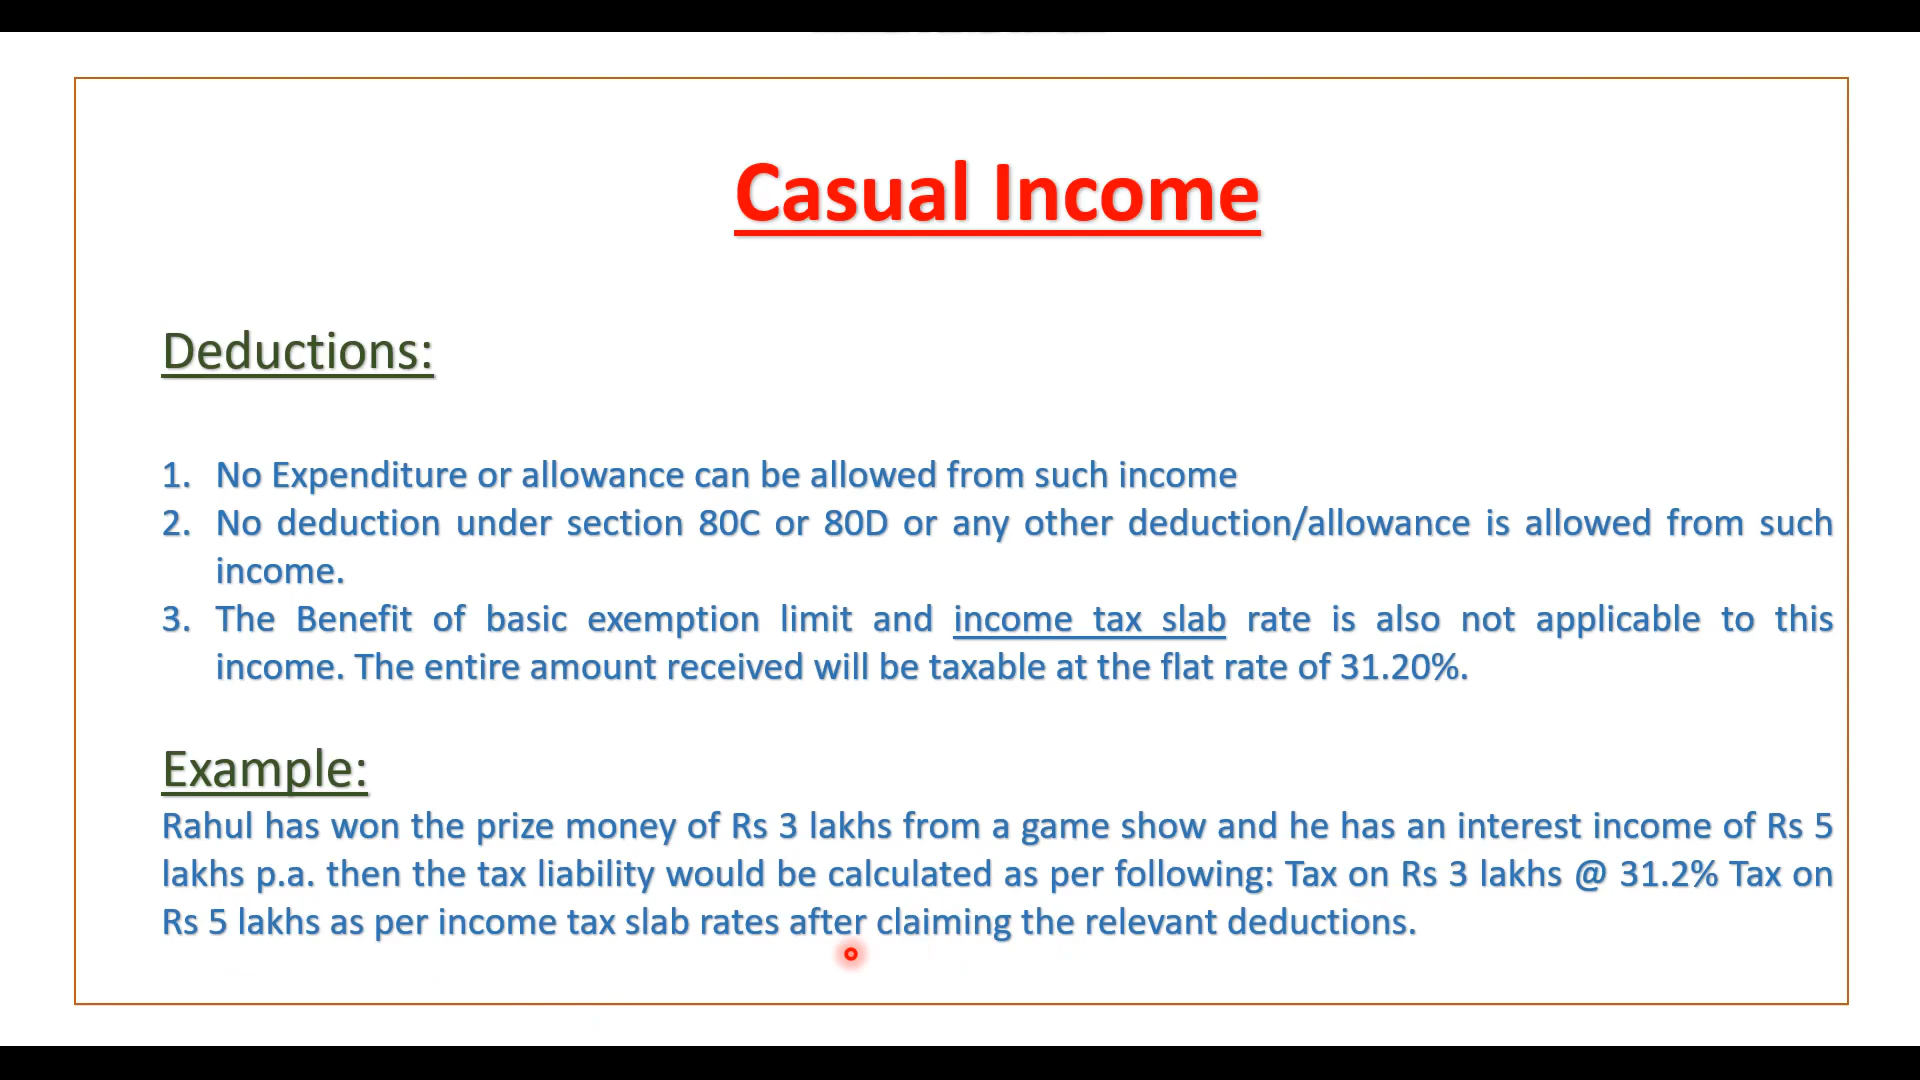 Casual Income
Deductions:
1. No Expenditure or allowance can be allowed from such income
2. No deduction under section 80C or 80D or any other deduction/allowance is allowed from such
income.
3. The Benefit of basic exemption limit and income tax slab rate is also not applicable to this
income. The entire amount received will be taxable at the flat rate of 31.20%.
Example:
Rahul has won the prize money of Rs 3 lakhs from a game show and he has an interest income of Rs 5
lakhs p.a. then the tax liability would be calculated as per following: Tax on Rs 3 lakhs @ 31.2% Tax on
Rs 5 lakhs as per income tax slab rates after claiming the relevant deductions.